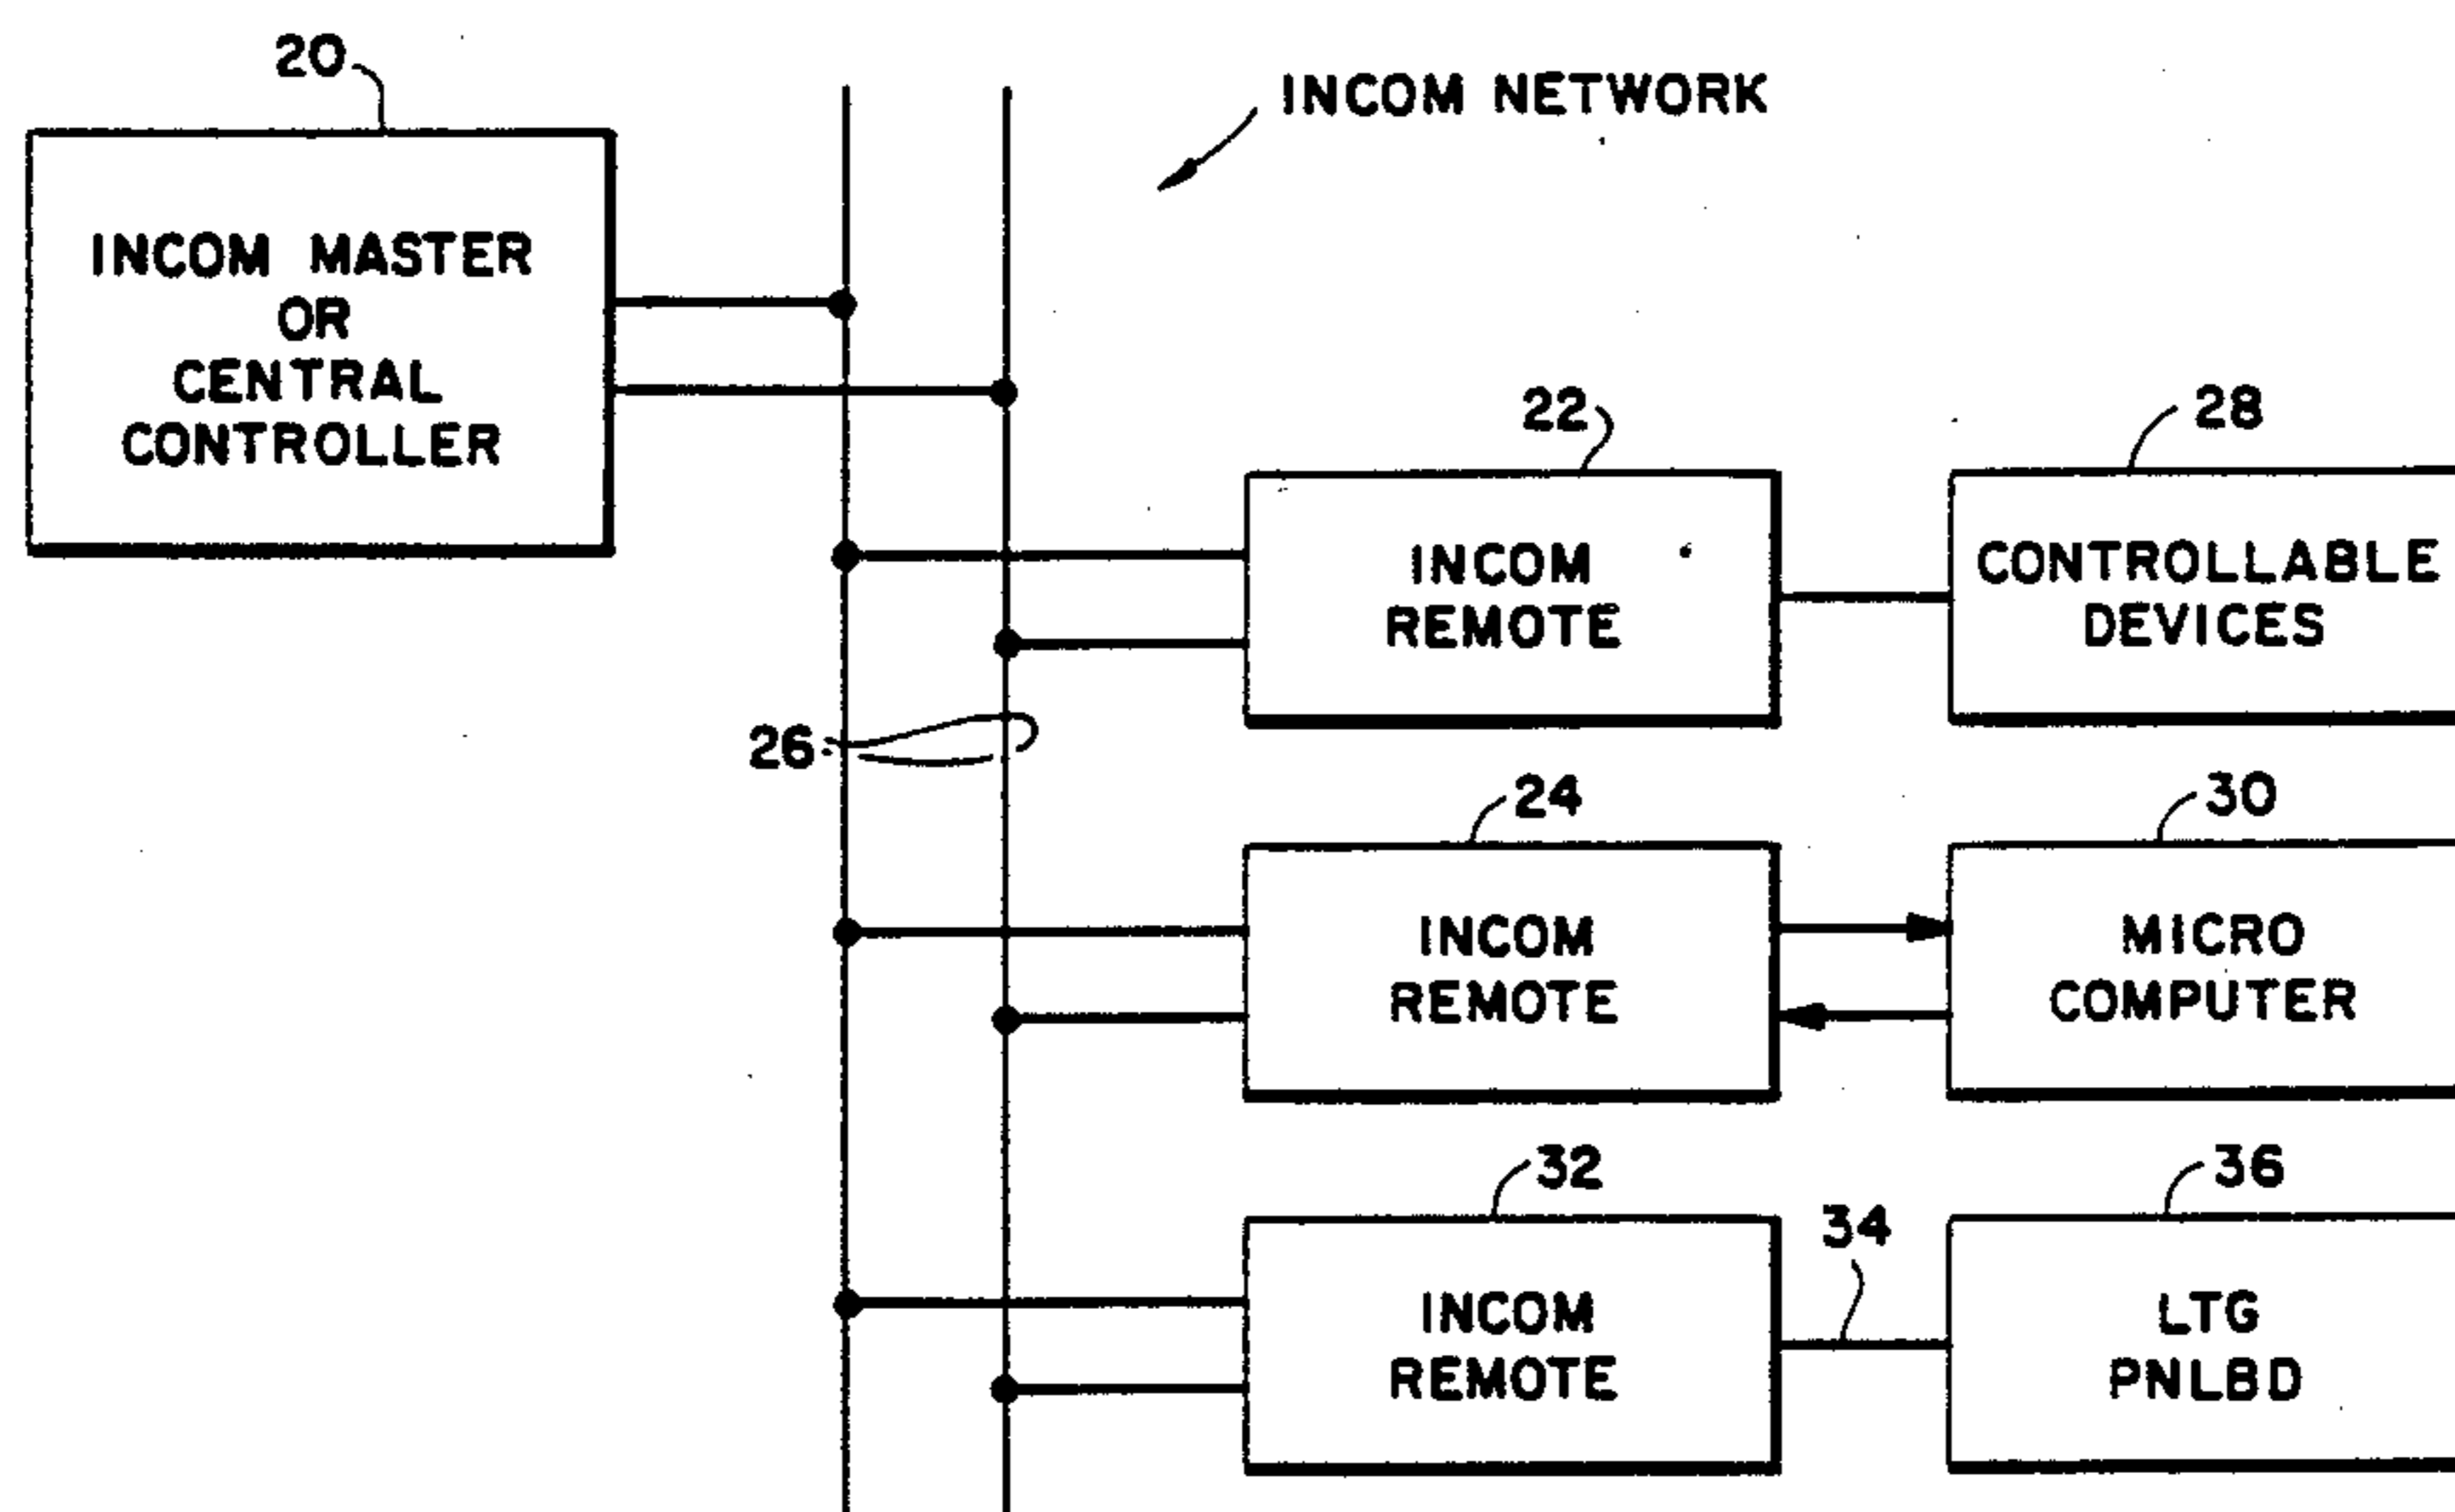 20
INCOM NETWORK
INCOM MASTER
OR
CENTRAL
CONTROLLER
22
28
INCOM
REMOTE
CONTROLLABLE
DEVICES
26
24
30
INCOM
REMOTE
MICRO
COMPUTER
32
34
36
INCOM
REMOTE
LTG
PNLBD